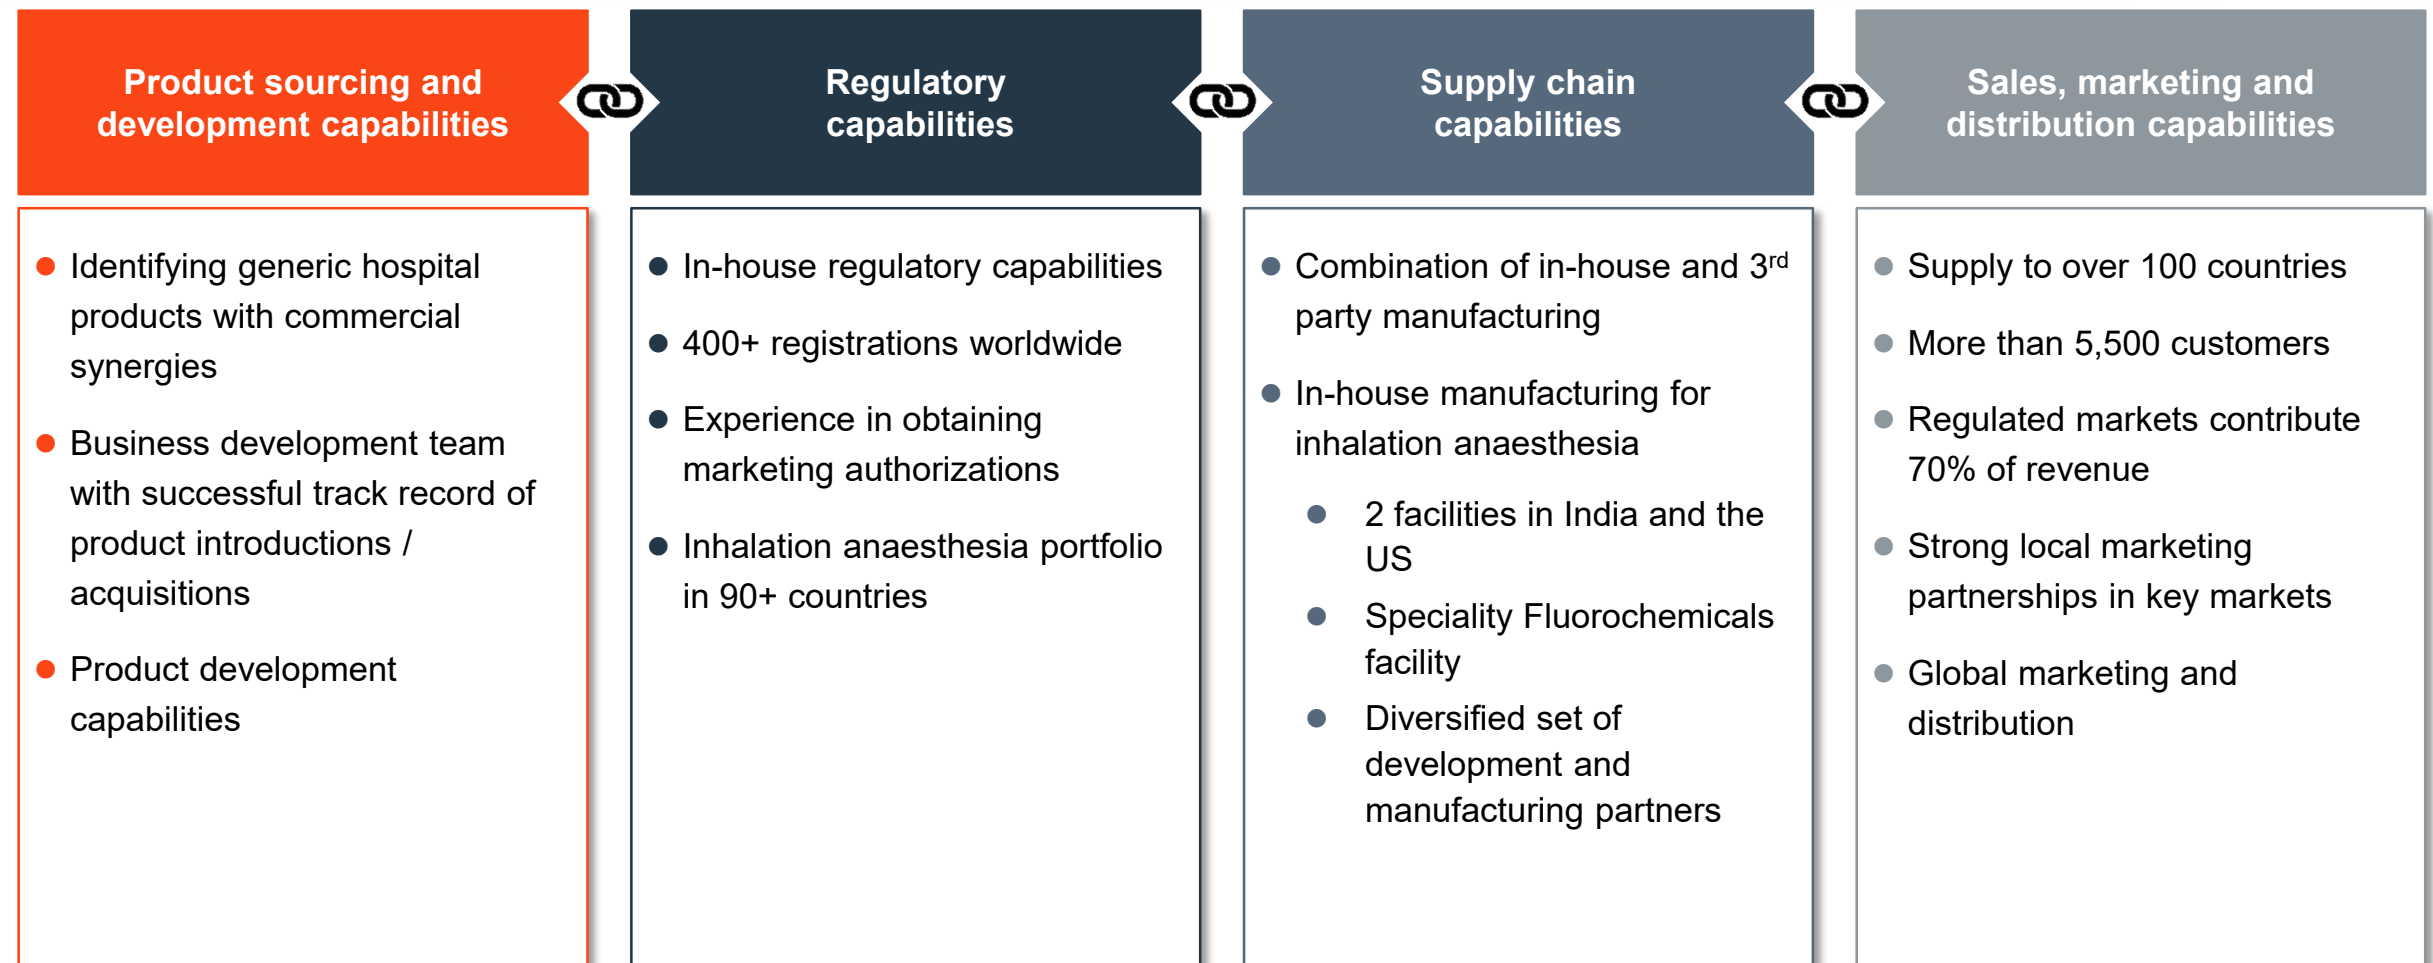 Product sourcing and
development capabilities
Identifying generic hospital
products with commercial
synergies
Business development team
with successful track record of
product introductions /
acquisitions
Product development
capabilities
Regulatory
capabilities
In-house regulatory capabilities
400+ registrations worldwide
Experience in obtaining
marketing authorizations
Inhalation anaesthesia portfolio
in 90+ countries
Supply chain
capabilities
Combination of in-house and 3rd
party manufacturing
In-house manufacturing for
inhalation anaesthesia
2 facilities in India and the
US
Speciality Fluorochemicals
facility
Diversified set of
development and
manufacturing partners
Sales, marketing and
distribution capabilities
Supply to over 100 countries
More than 5,500 customers
Regulated markets contribute
70% of revenue
Strong local marketing
partnerships in key markets
Global marketing and
distribution